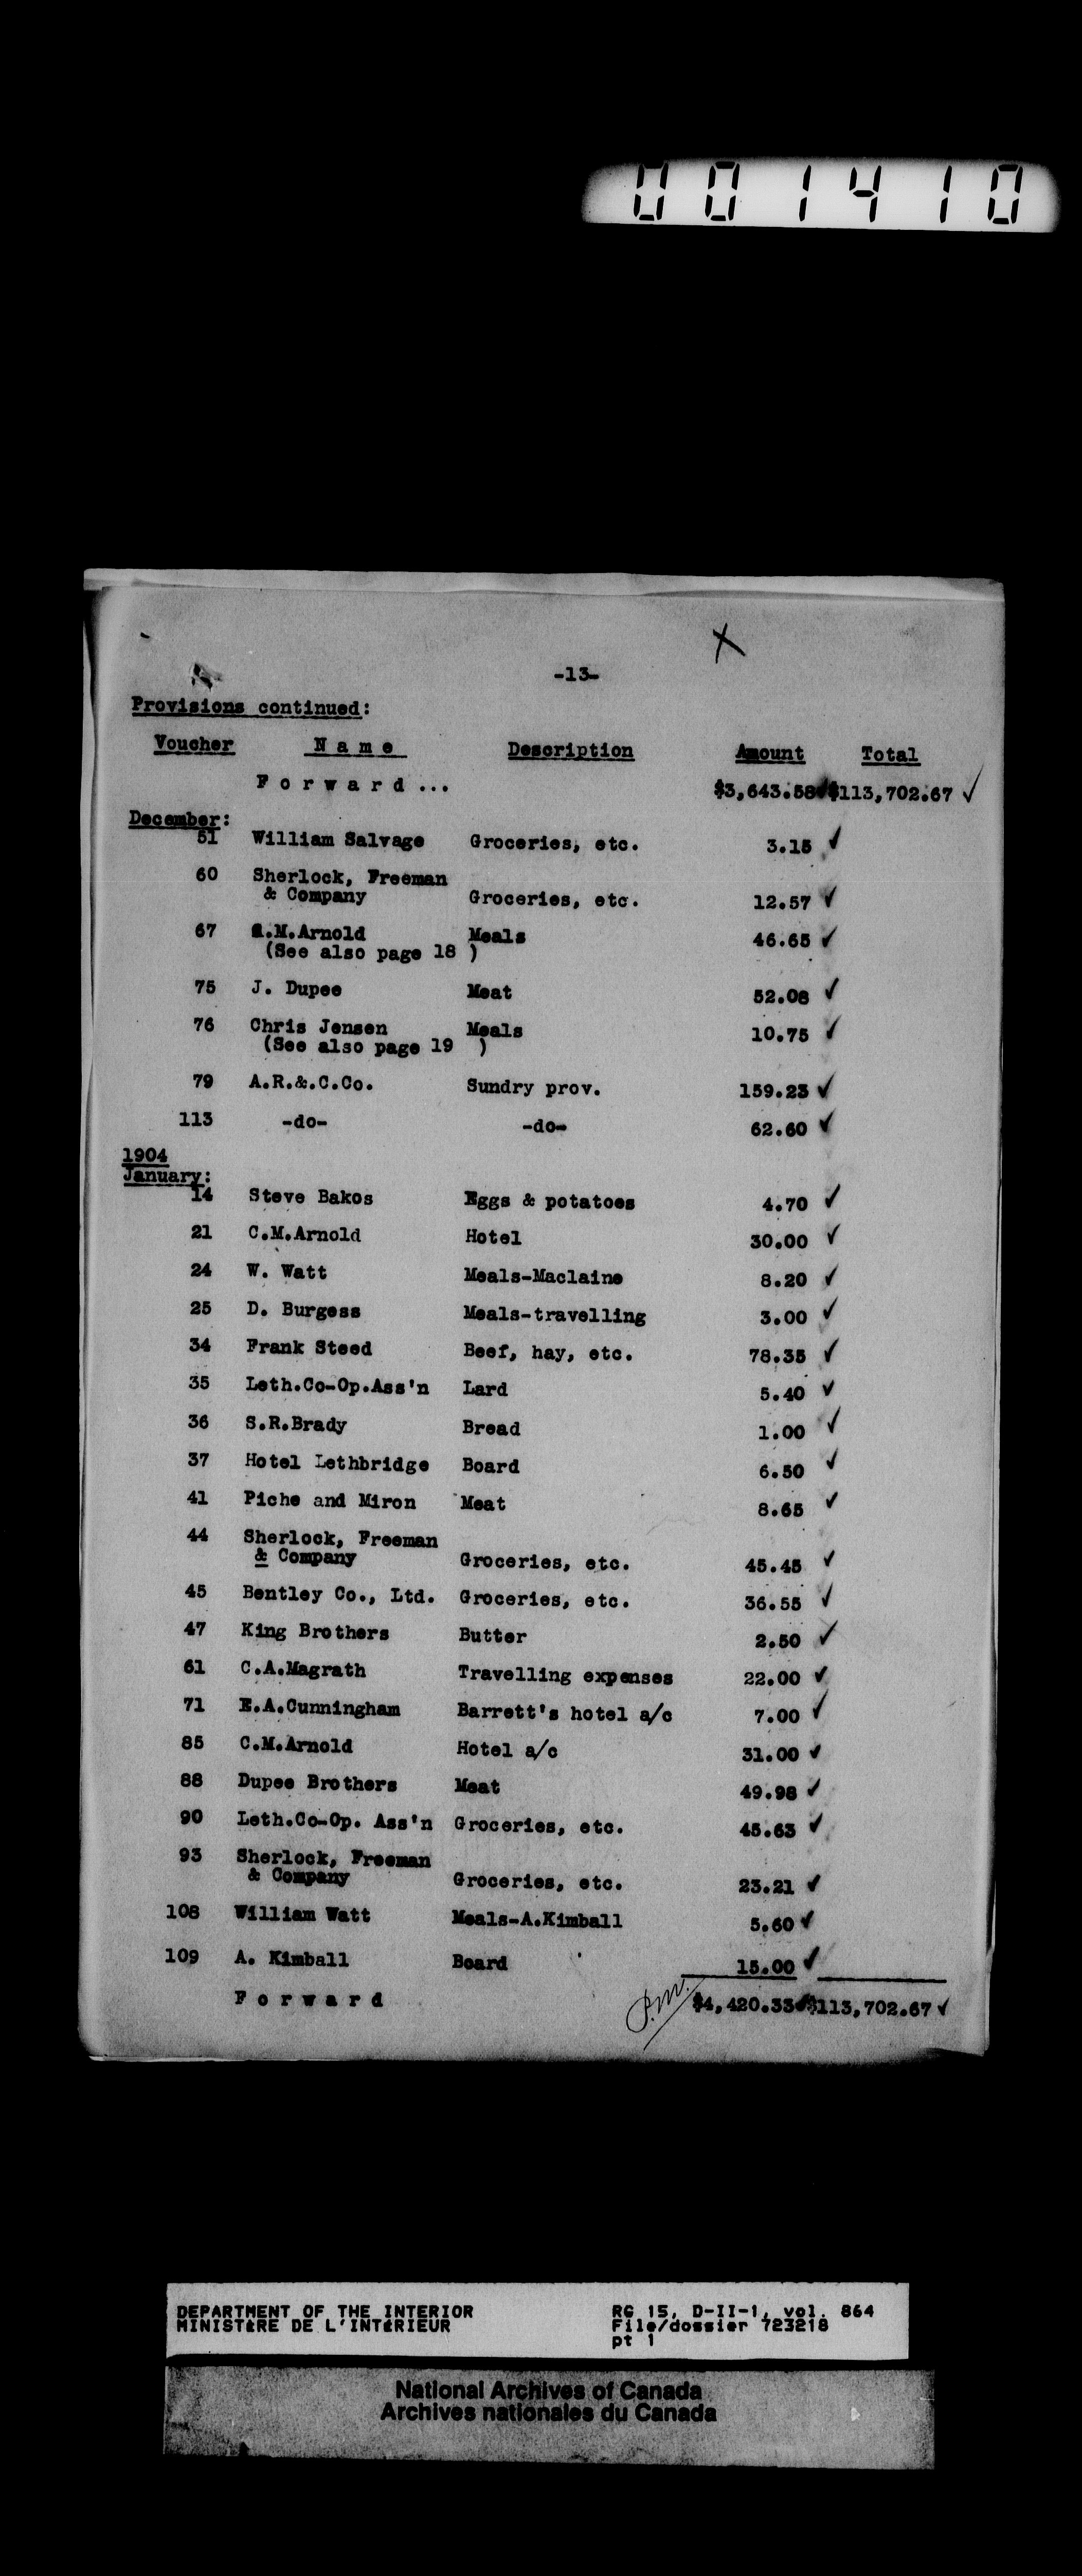 001410
-13-
Provisions continued:
Voucher Name Description Amount Total
Forward... $3,643.58 $113,702.67
December:
51 William Salvage Groceries, etc. 3.15
60 Sherlock, Freeman
& Company Groceries, etc. 12.57
67 C.M.Arnold Meals 46.65
(See also page 18 )
75 J. Dupee Meat 52.08
76 Chris Jensen Meals 10.75
(See also page 19 )
79 A.R.&.C.Co. Sundry prov. 159.23
113 -do- -do- 62.60
1904
January:
14 Steve Bakos Eggs & potatoes 4.70
21 C.M.Arnold Hotel 30.00
24 W. Watt Meals-Maclaine 8.20
25 D. Burgess Meals-travelling 3.00
34 Frank Steed Beef, hay, etc. 78.35
35 Leth.Co-Op.Ass'n Lard 5.40
36 S.R.Brady Bread 1.00
37 Hotel Lethbridge Board 6.50
41 Piche and Miron Meat 8.65
44 Sherlock, Freeman
& Company Groceries, etc. 45.45
45 Bentley Co., Ltd. Groceries, etc. 36.55
47 King Brothers Butter 2.50
61 C.A.Magrath Travelling expenses 22.00
71 E.A.Cunningham Barrett's hotel a/c 7.00
85 C.M.Arnold Hotel a/c 31.00
88 Dupee Brothers Meat 49.98
90 Leth.Co-Op. Ass'n Groceries, etc. 45.63
93 Sherlock, Freeman
& Company Groceries, etc. 23.21
108 William Watt Meals-A.Kimball 5.60
109 A. Kimball Board 15.00
Forward $4,420.33 $113,702.67
DEPARTMENT OF THE INTERIOR RG 15, D-II-1, vol. 864
MINISTÈRE DE L'INTÉRIEUR File/dossier 723218
pt 1
National Archives of Canada
Archives nationales du Canada